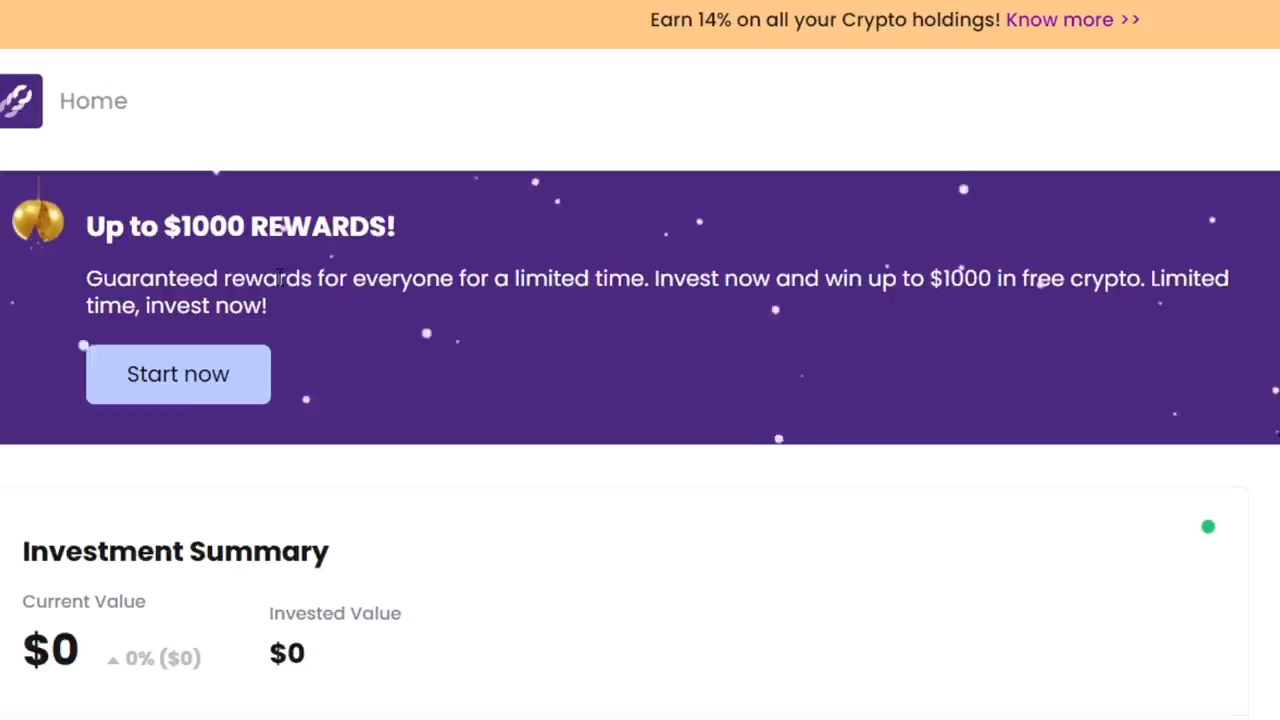 Earn 14% on all your Crypto holdings! Know more >>
Home
Up to $1000 REWARDS!
Guaranteed rewards for everyone for a limited time. Invest now and win up to $1000 in free crypto. Limited
time, invest now!
Start now
Investment Summary
Current Value
Invested Value
$0 ▲ 0% ($0)
$0